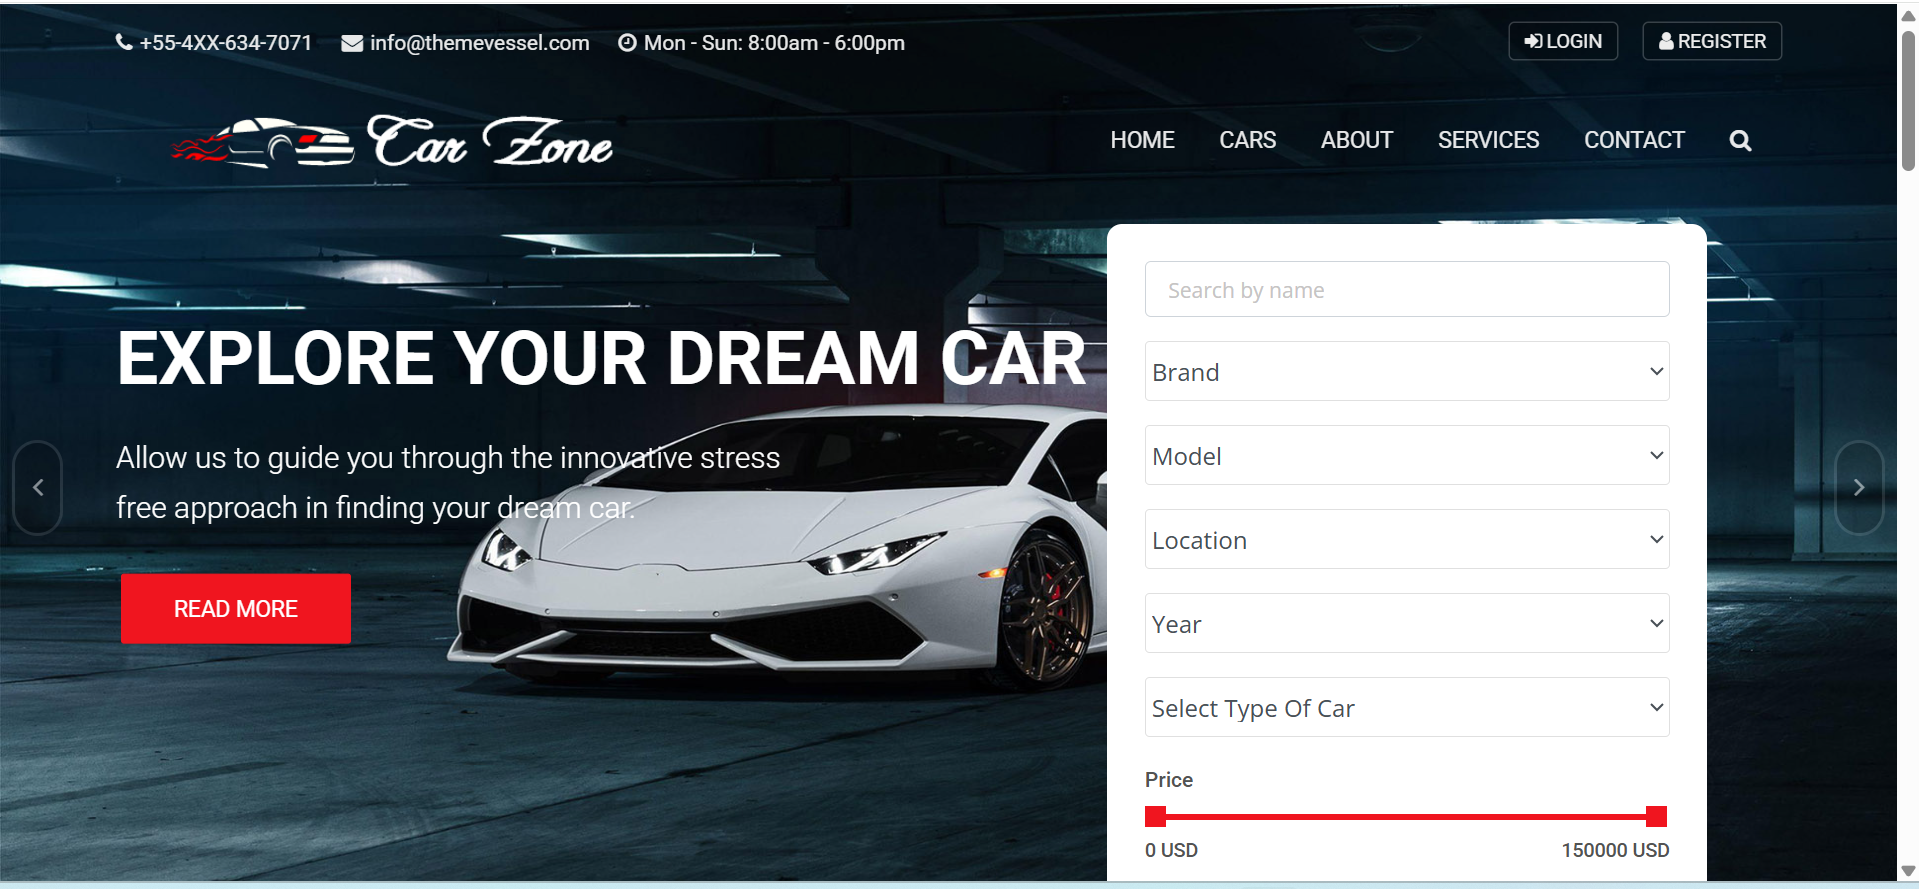 +55-4XX-634-7071 info@themevessel.com Mon - Sun: 8:00am - 6:00pm LOGIN REGISTER
Car Zone HOME CARS ABOUT SERVICES CONTACT
EXPLORE YOUR DREAM CAR
Allow us to guide you through the innovative stress
free approach in finding your dream car.
READ MORE
Search by name
Brand
Model
Location
Year
Select Type Of Car
Price
0 USD 150000 USD